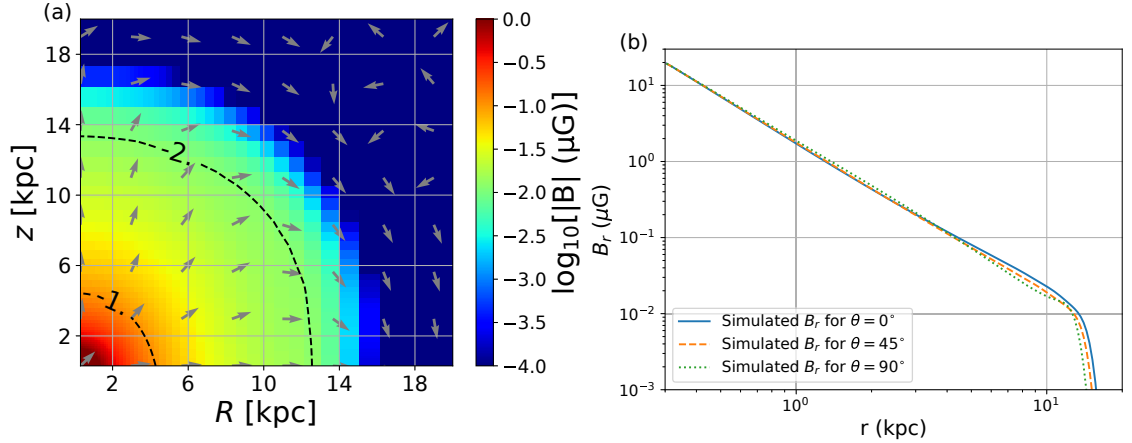 (a)
18
14
10
6
2
z [kpc]
2.
1.
2 6 10 14 18
R [kpc]
0.0
−0.5
−1.0
−1.5
−2.0
−2.5
−3.0
−3.5
−4.0
log10[|B| (μG)]
(b)
10^1
10^0
10^-1
10^-2
10^-3
B_r (μG)
Simulated B_r for θ = 0°
Simulated B_r for θ = 45°
Simulated B_r for θ = 90°
10^0 10^1
r (kpc)